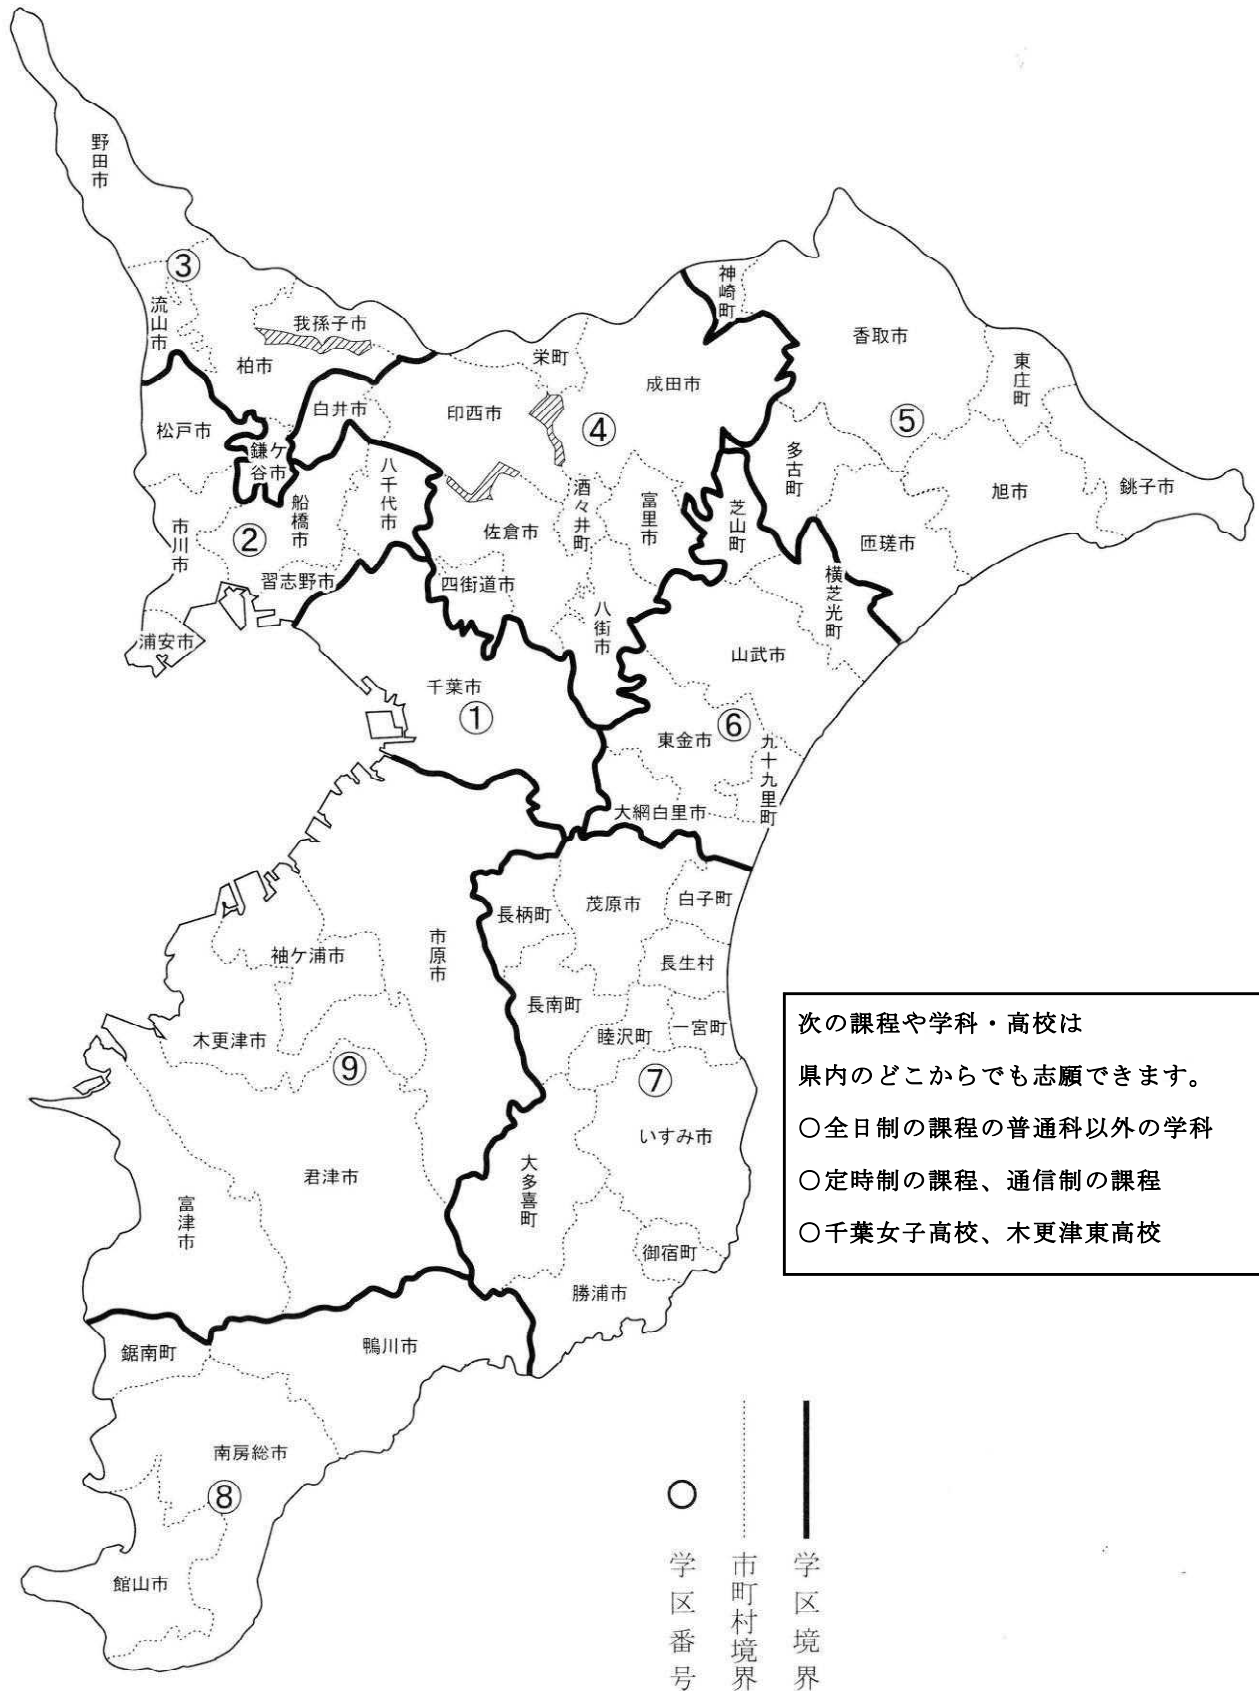 野田市
③
流山市
我孫子市
柏市
松戸市
鎌ケ谷市
白井市
八千代市
船橋市
②
市川市
習志野市
浦安市
印西市
栄町
成田市
④
佐倉市
酒々井町
富里市
四街道市
八街市
神崎町
香取市
東庄町
⑤
多古町
旭市
銚子市
匝瑳市
芝山町
横芝光町
山武市
千葉市
①
東金市
⑥
九十九里町
大網白里市
長柄町
茂原市
白子町
長生村
長南町
睦沢町
一宮町
⑦
いすみ市
大多喜町
御宿町
勝浦市
市原市
袖ケ浦市
木更津市
⑨
君津市
富津市
鋸南町
鴨川市
南房総市
⑧
館山市
次の課程や学科・高校は
県内のどこからでも志願できます。
○全日制の課程の普通科以外の学科
○定時制の課程、通信制の課程
○千葉女子高校、木更津東高校
学区境界
市町村境界
○ 学区番号